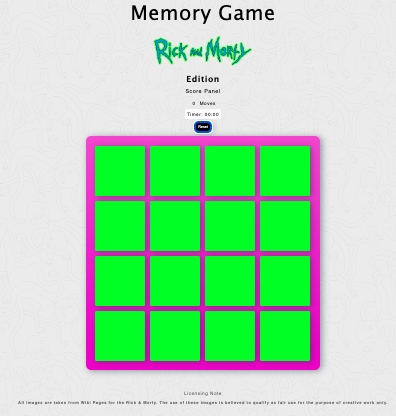 Memory Game
Rick and Morty
Edition
Score Panel
0 Moves
Timer: 00:00
Reset
Licensing Note
All images are taken from Wiki Pages for the Rick & Morty. The use of these images is believed to qualify as fair use for the purpose of creative work only.